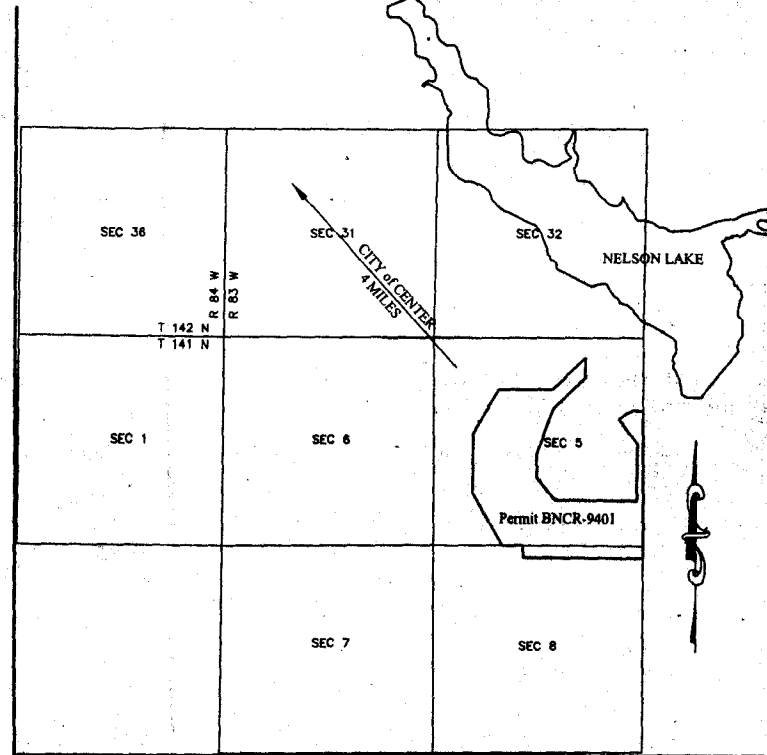 SEC 36
SEC 31
SEC 32
CITY of CENTER
4 MILES
NELSON LAKE
R 84 W
R 83 W
T 142 N
T 141 N
SEC 1
SEC 6
SEC 5
Permit BNCR-9401
SEC 7
SEC 8